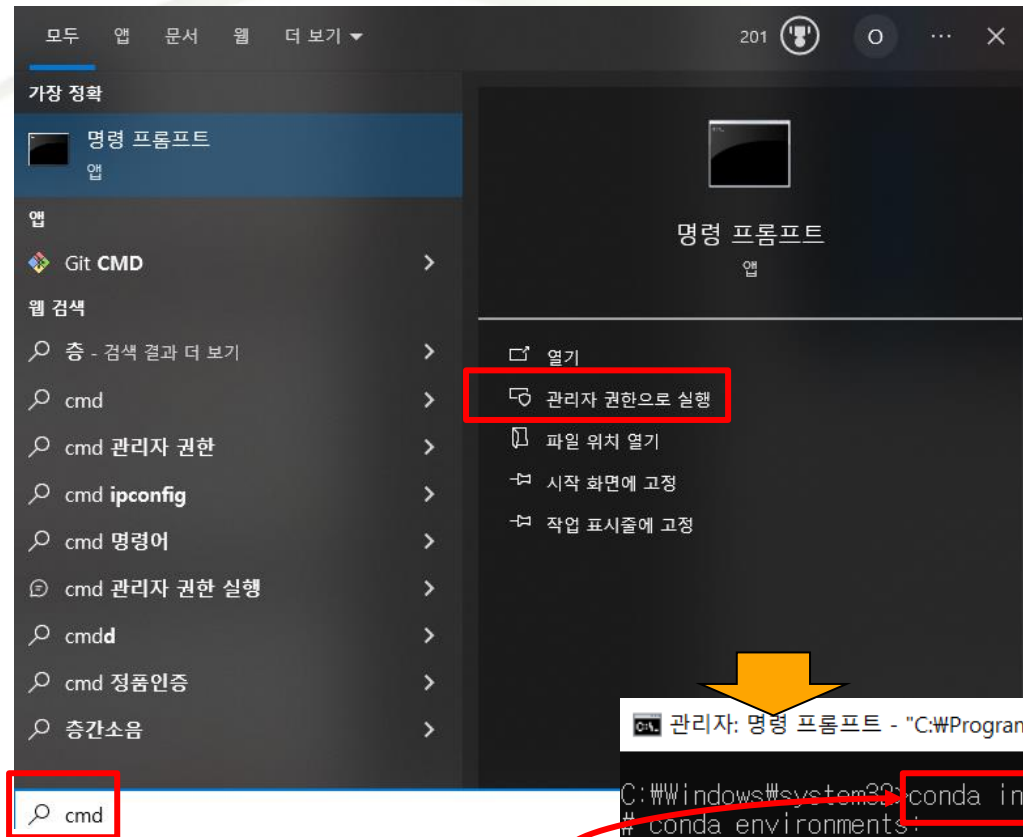 모두 앱 문서 웹 더 보기
201 O ... ×
가장 정확
명령 프롬프트
앱
앱
Git CMD
웹 검색
층 - 검색 결과 더 보기
cmd
cmd 관리자 권한
cmd ipconfig
cmd 명령어
cmd 관리자 권한 실행
cmdd
cmd 정품인증
층간소음
cmd
명령 프롬프트
앱
열기
관리자 권한으로 실행
파일 위치 열기
시작 화면에 고정
작업 표시줄에 고정
관리자: 명령 프롬프트 - "C:₩Program
C:₩Windows₩system32>conda in
# conda environments: